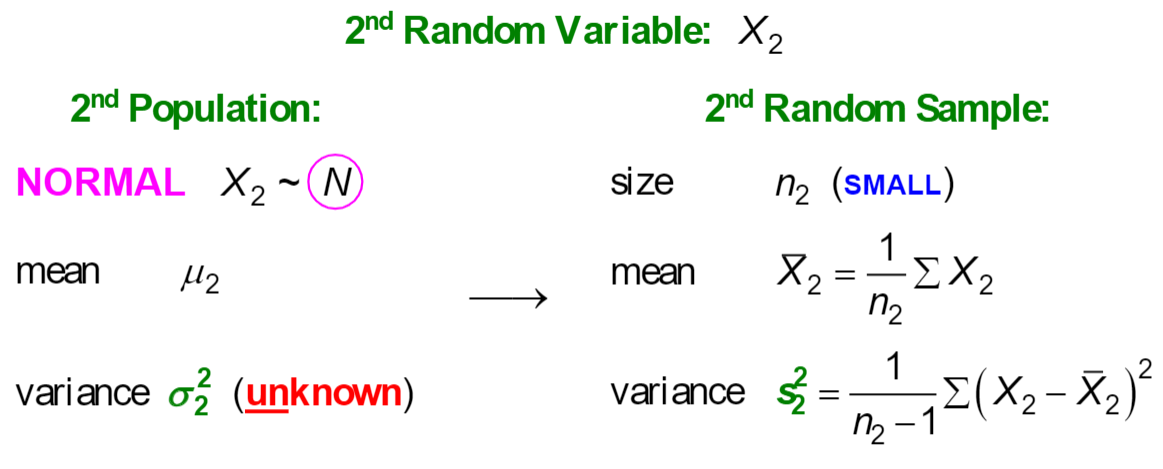 2nd Random Variable: X₂
2nd Population:
2nd Random Sample:
NORMAL X₂ ~ N
size n₂ (SMALL)
mean μ₂
⟶
mean X̄₂ = 1/n₂ Σ X₂
variance σ₂² (unknown)
variance s₂² = 1/(n₂ − 1) Σ(X₂ − X̄₂)²